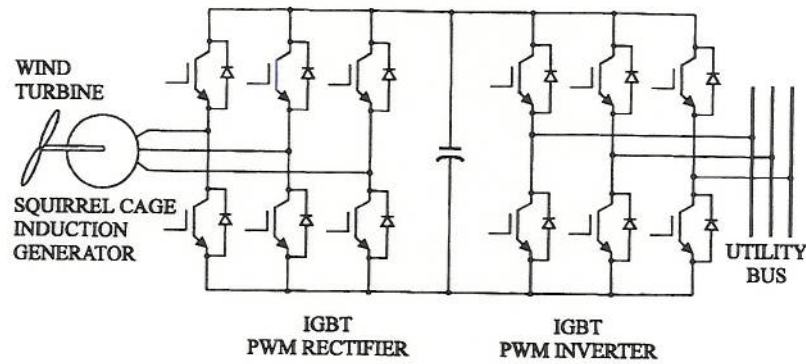 WIND
TURBINE
SQUIRREL CAGE
INDUCTION
GENERATOR
IGBT
PWM RECTIFIER
IGBT
PWM INVERTER
UTILITY
BUS